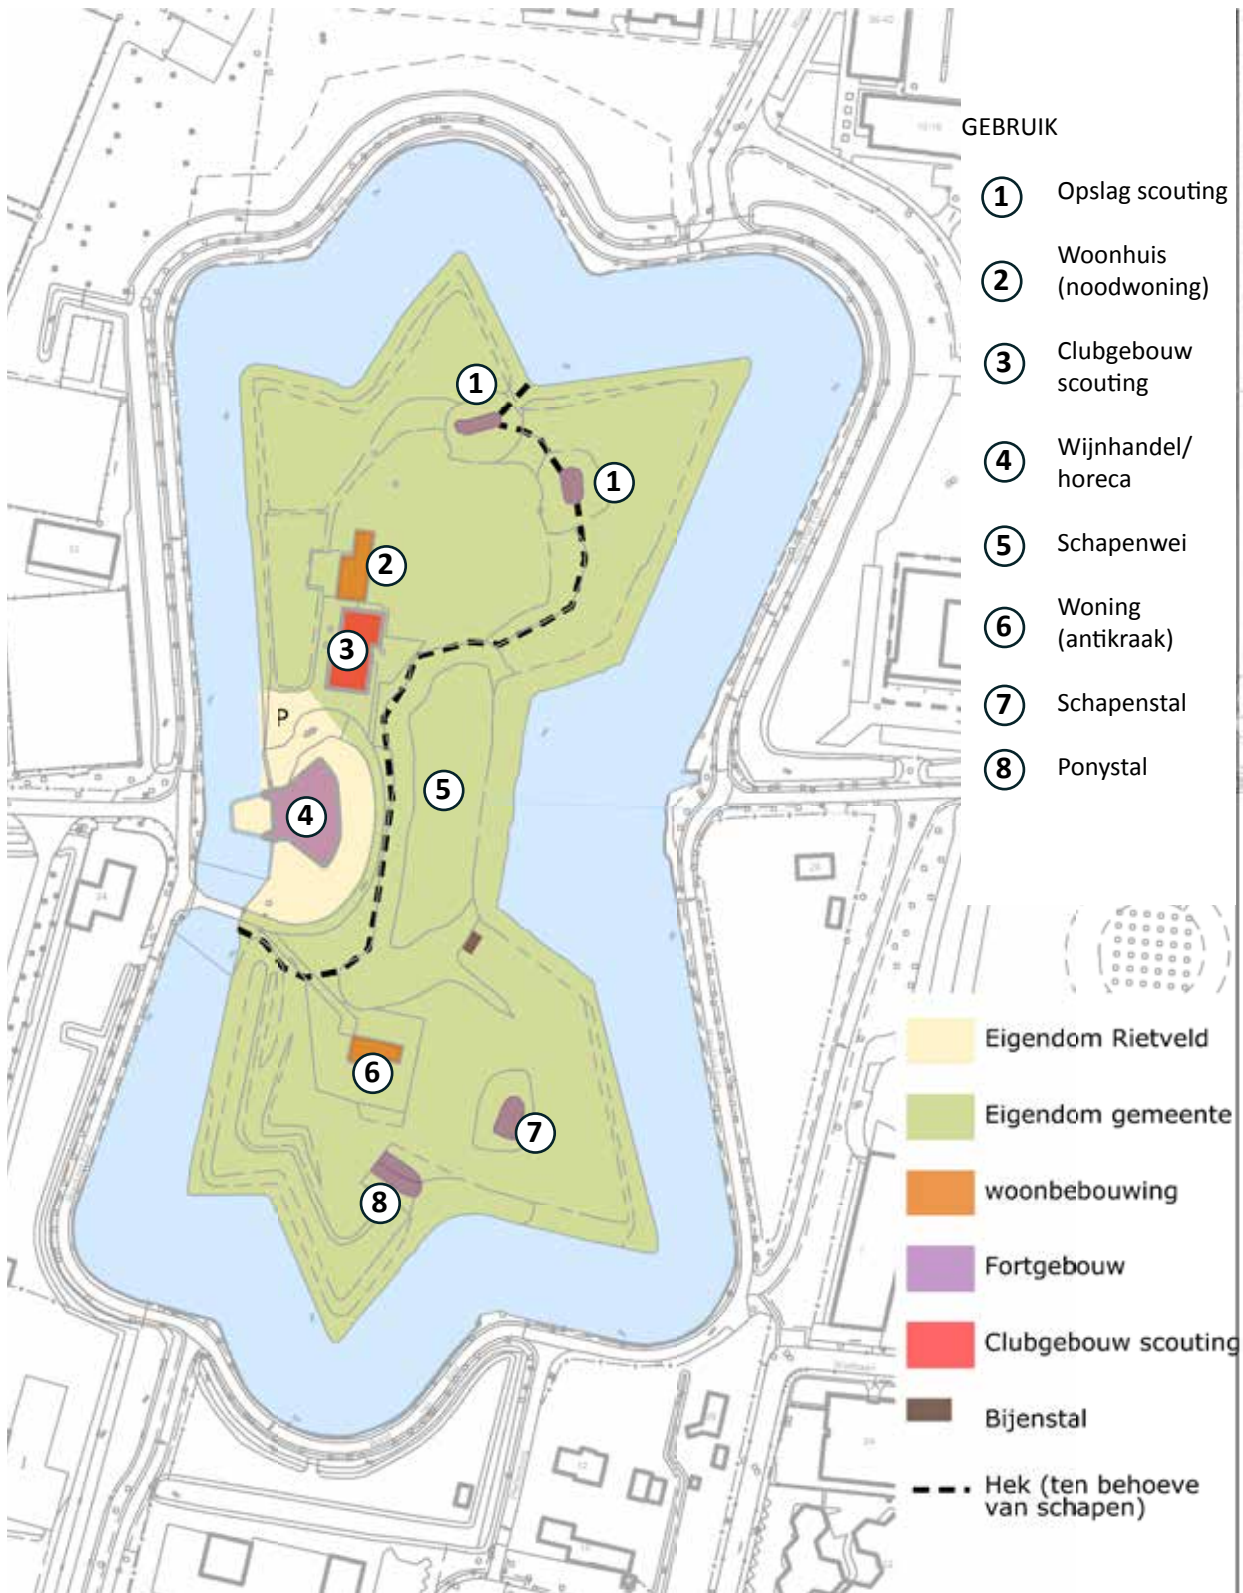 GEBRUIK
1 Opslag scouting
2 Woonhuis
(noodwoning)
3 Clubgebouw
scouting
4 Wijnhandel/
horeca
5 Schapenwei
6 Woning
(antikraak)
7 Schapenstal
8 Ponystal
1
1
2
3
P
4
5
6
7
8
Eigendom Rietveld
Eigendom gemeente
woonbebouwing
Fortgebouw
Clubgebouw scouting
Bijenstal
Hek (ten behoeve
van schapen)